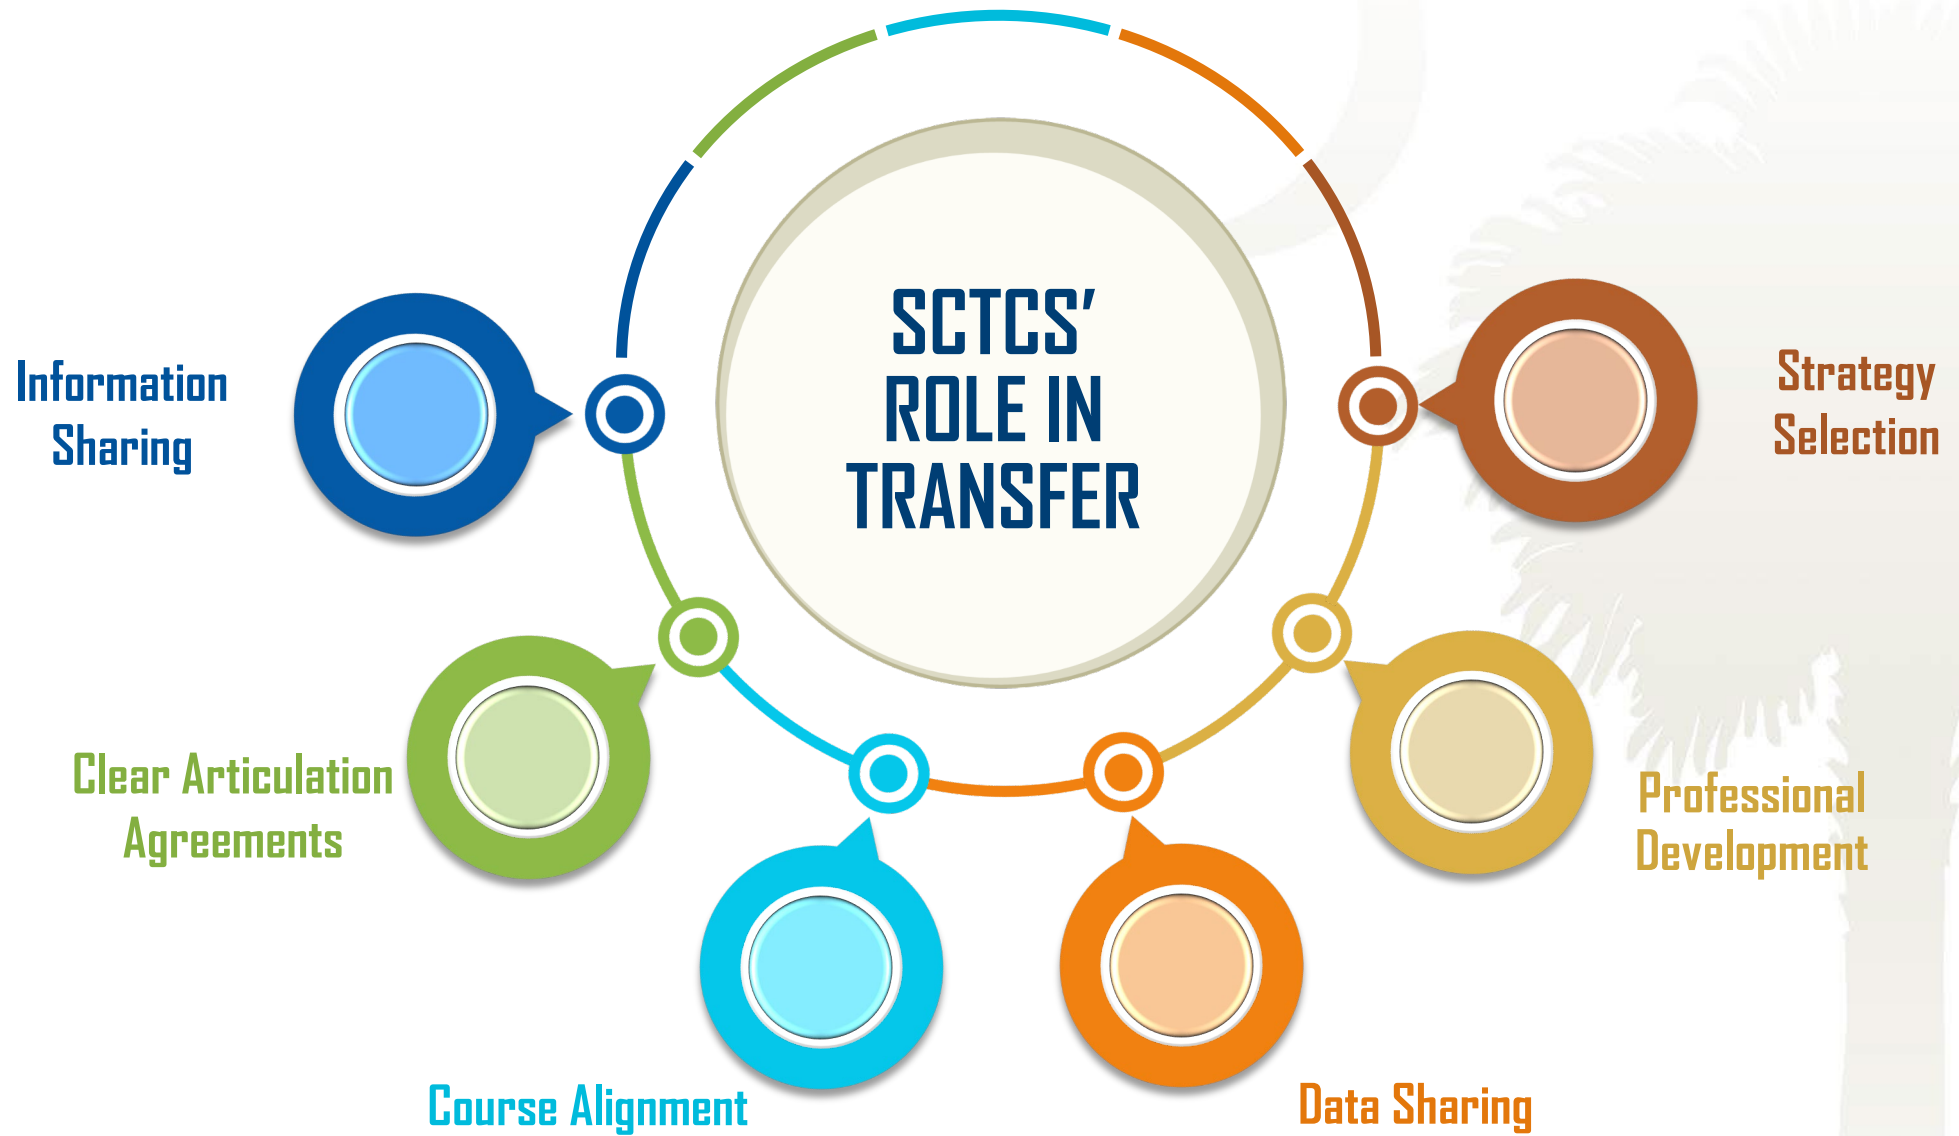 SCTCS’
ROLE IN
TRANSFER
Information
Sharing
Clear Articulation
Agreements
Course Alignment
Data Sharing
Professional
Development
Strategy
Selection